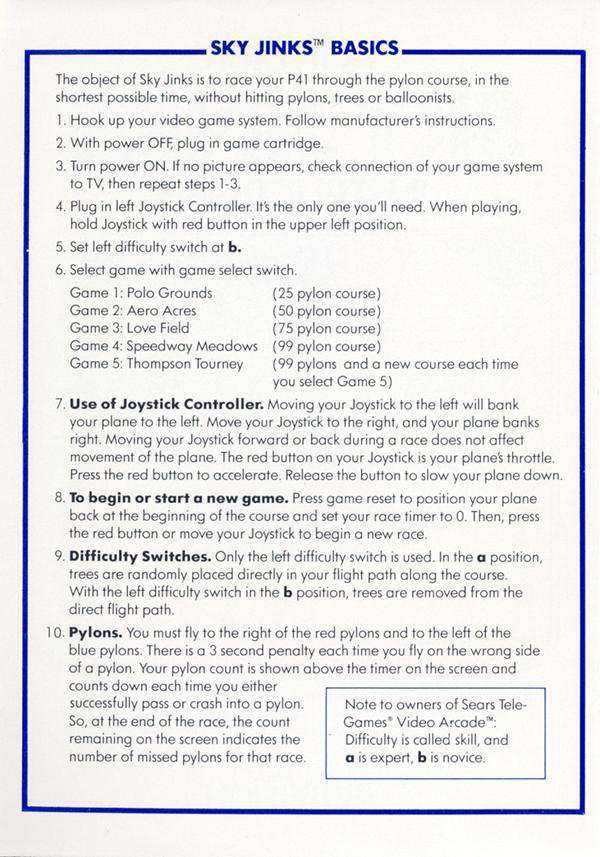 SKY JINKS™ BASICS
The object of Sky Jinks is to race your P41 through the pylon course, in the
shortest possible time, without hitting pylons, trees or balloonists.
1. Hook up your video game system. Follow manufacturer's instructions.
2. With power OFF, plug in game cartridge.
3. Turn power ON. If no picture appears, check connection of your game system
to TV, then repeat steps 1-3.
4. Plug in left Joystick Controller. It's the only one you'll need. When playing,
hold Joystick with red button in the upper left position.
5. Set left difficulty switch at b.
6. Select game with game select switch.
Game 1: Polo Grounds (25 pylon course)
Game 2: Aero Acres (50 pylon course)
Game 3: Love Field (75 pylon course)
Game 4: Speedway Meadows (99 pylon course)
Game 5: Thompson Tourney (99 pylons and a new course each time
you select Game 5)
7. Use of Joystick Controller. Moving your Joystick to the left will bank
your plane to the left. Move your Joystick to the right, and your plane banks
right. Moving your Joystick forward or back during a race does not affect
movement of the plane. The red button on your Joystick is your plane's throttle.
Press the red button to accelerate. Release the button to slow your plane down.
8. To begin or start a new game. Press game reset to position your plane
back at the beginning of the course and set your race timer to 0. Then, press
the red button or move your Joystick to begin a new race.
9. Difficulty Switches. Only the left difficulty switch is used. In the a position,
trees are randomly placed directly in your flight path along the course.
With the left difficulty switch in the b position, trees are removed from the
direct flight path.
10. Pylons. You must fly to the right of the red pylons and to the left of the
blue pylons. There is a 3 second penalty each time you fly on the wrong side
of a pylon. Your pylon count is shown above the timer on the screen and
counts down each time you either
successfully pass or crash into a pylon.
So, at the end of the race, the count
remaining on the screen indicates the
number of missed pylons for that race.
Note to owners of Sears Tele-
Games® Video Arcade™:
Difficulty is called skill, and
a is expert, b is novice.